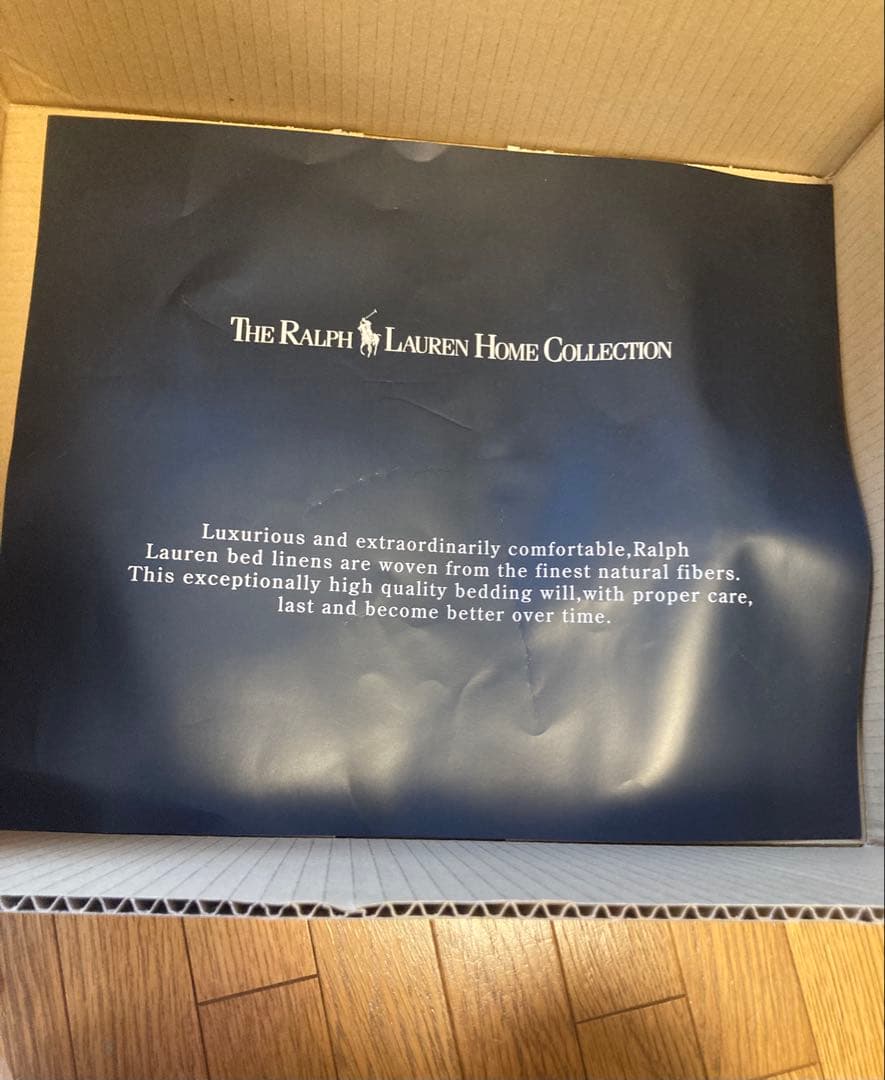 THE RALPH LAUREN HOME COLLECTION
Luxurious and extraordinarily comfortable,Ralph
Lauren bed linens are woven from the finest natural fibers.
This exceptionally high quality bedding will,with proper care,
last and become better over time.